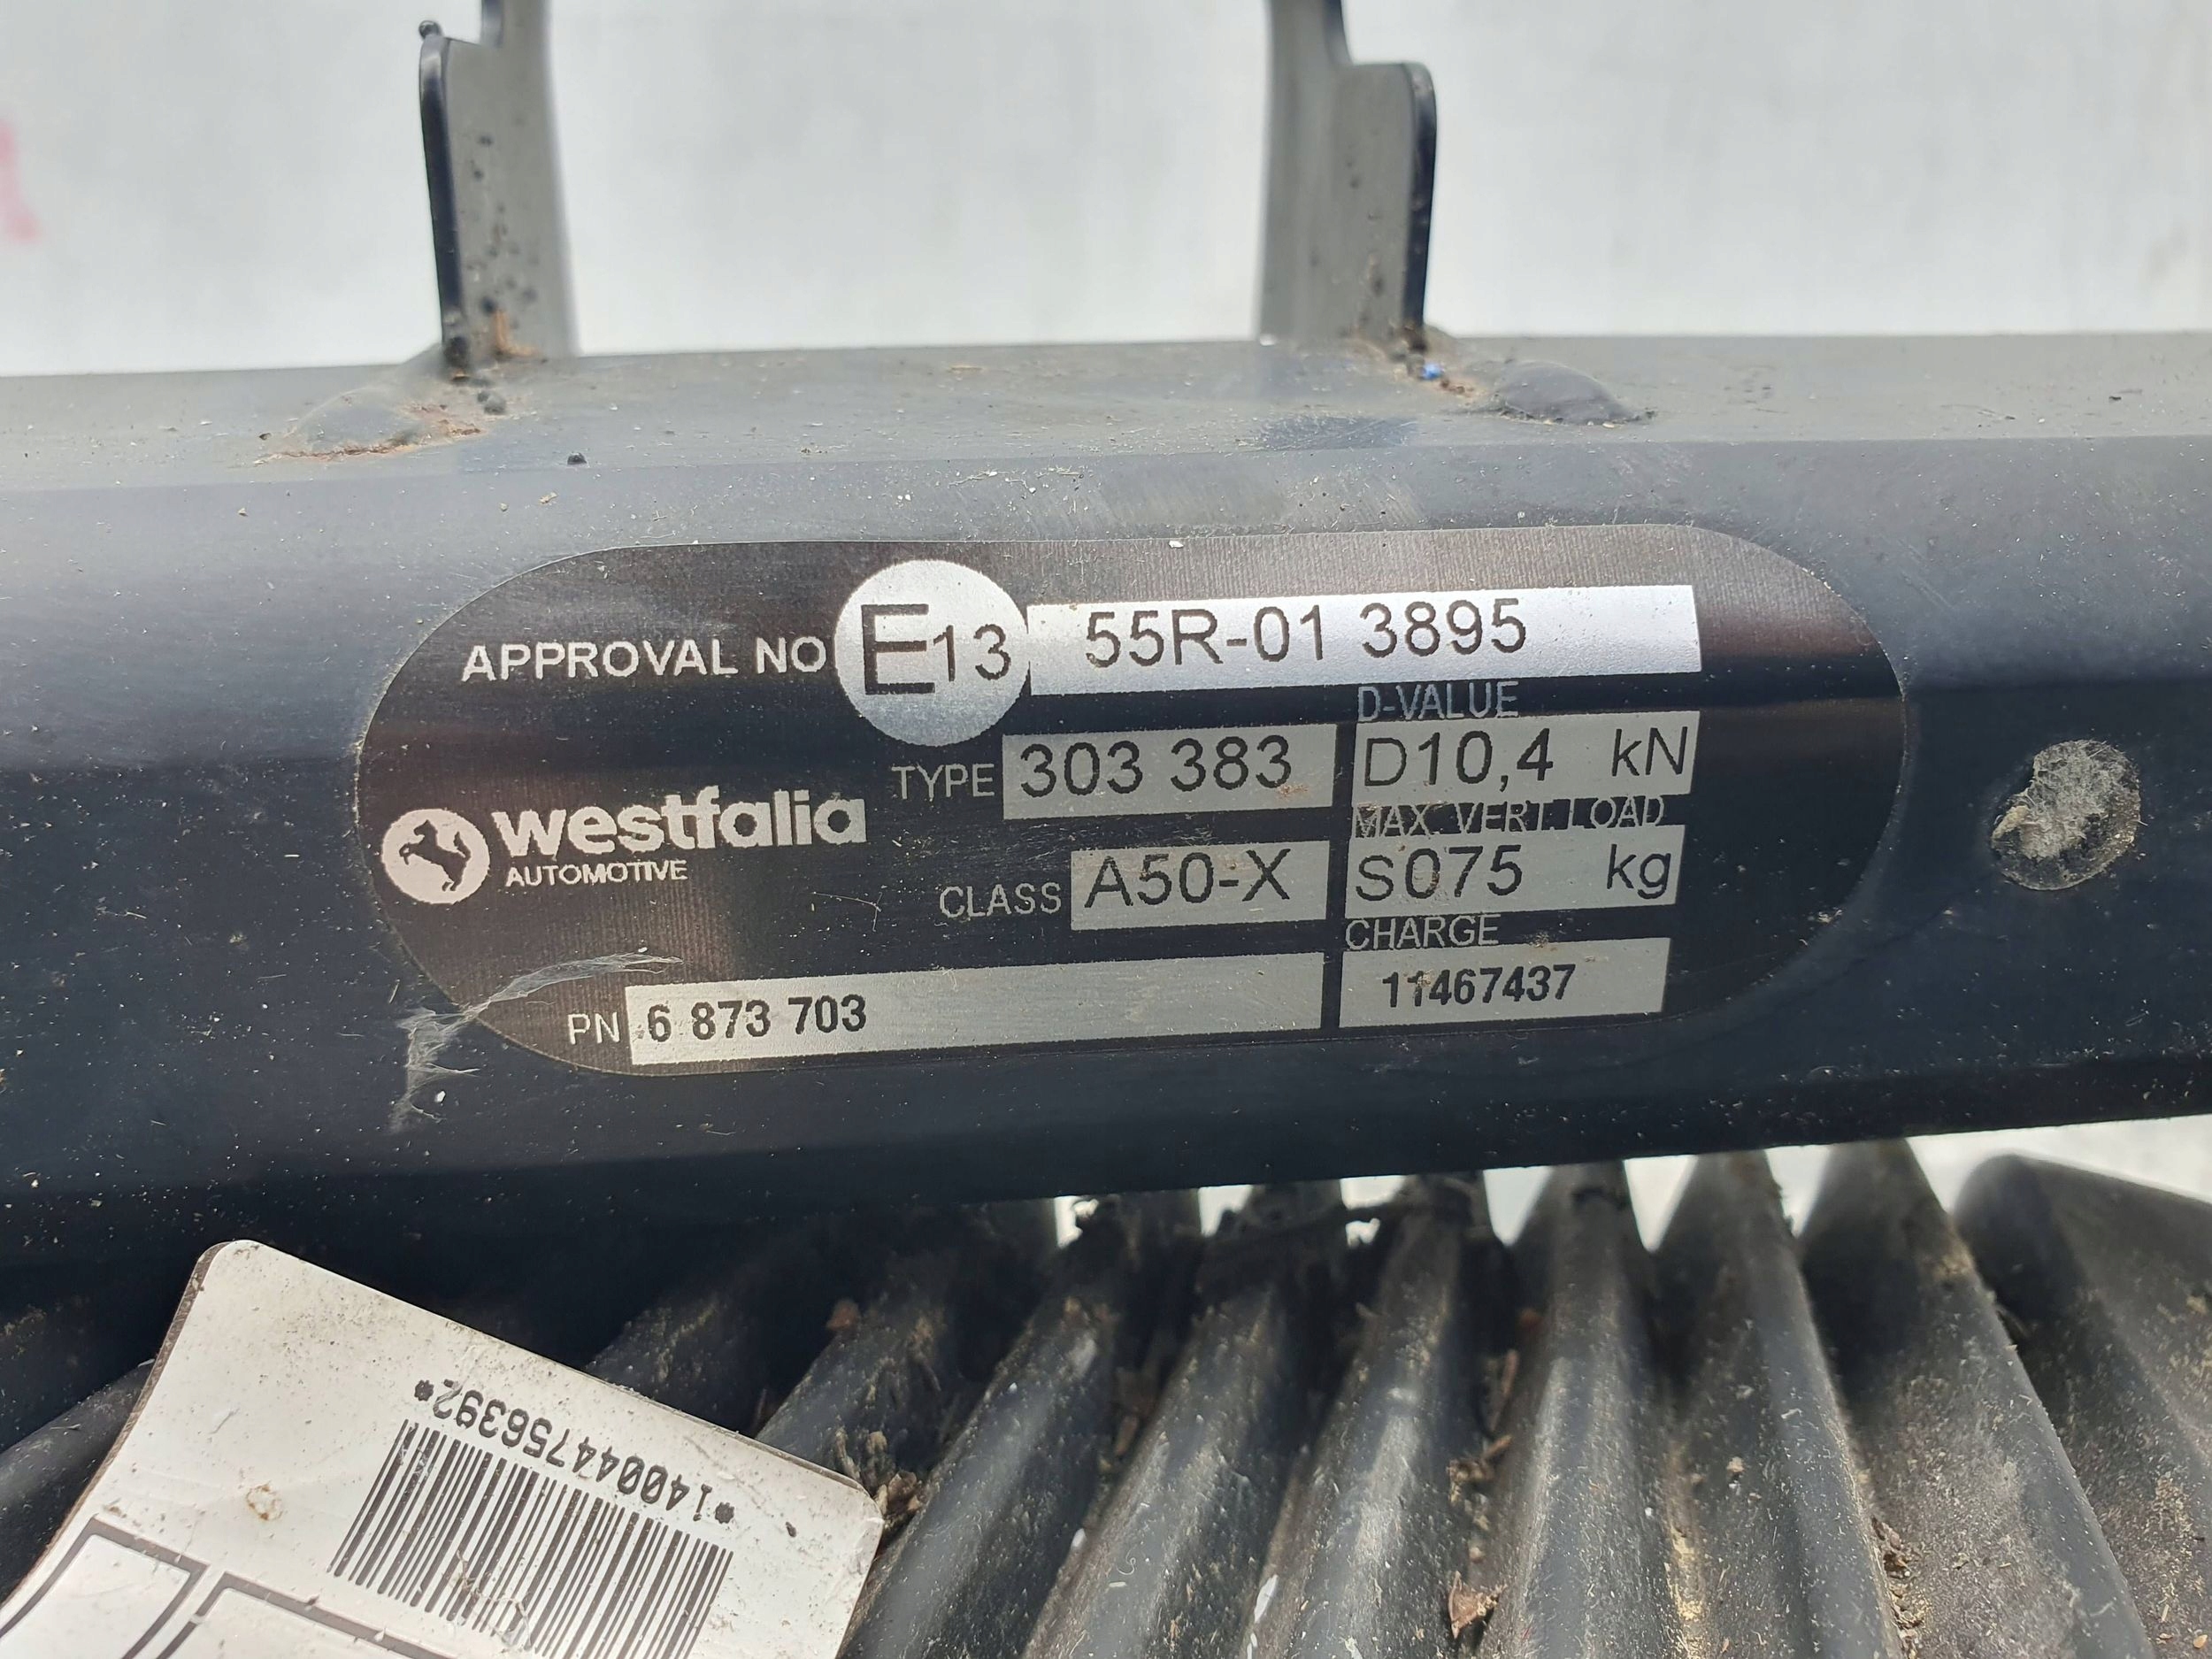 APPROVAL NO E13 55R-01 3895
D-VALUE
TYPE 303 383 D10,4 kN
MAX. VERT. LOAD
westfalia
AUTOMOTIVE
CLASS A50-X S075 kg
CHARGE
PN 6 873 703 11467437
*140044756392*